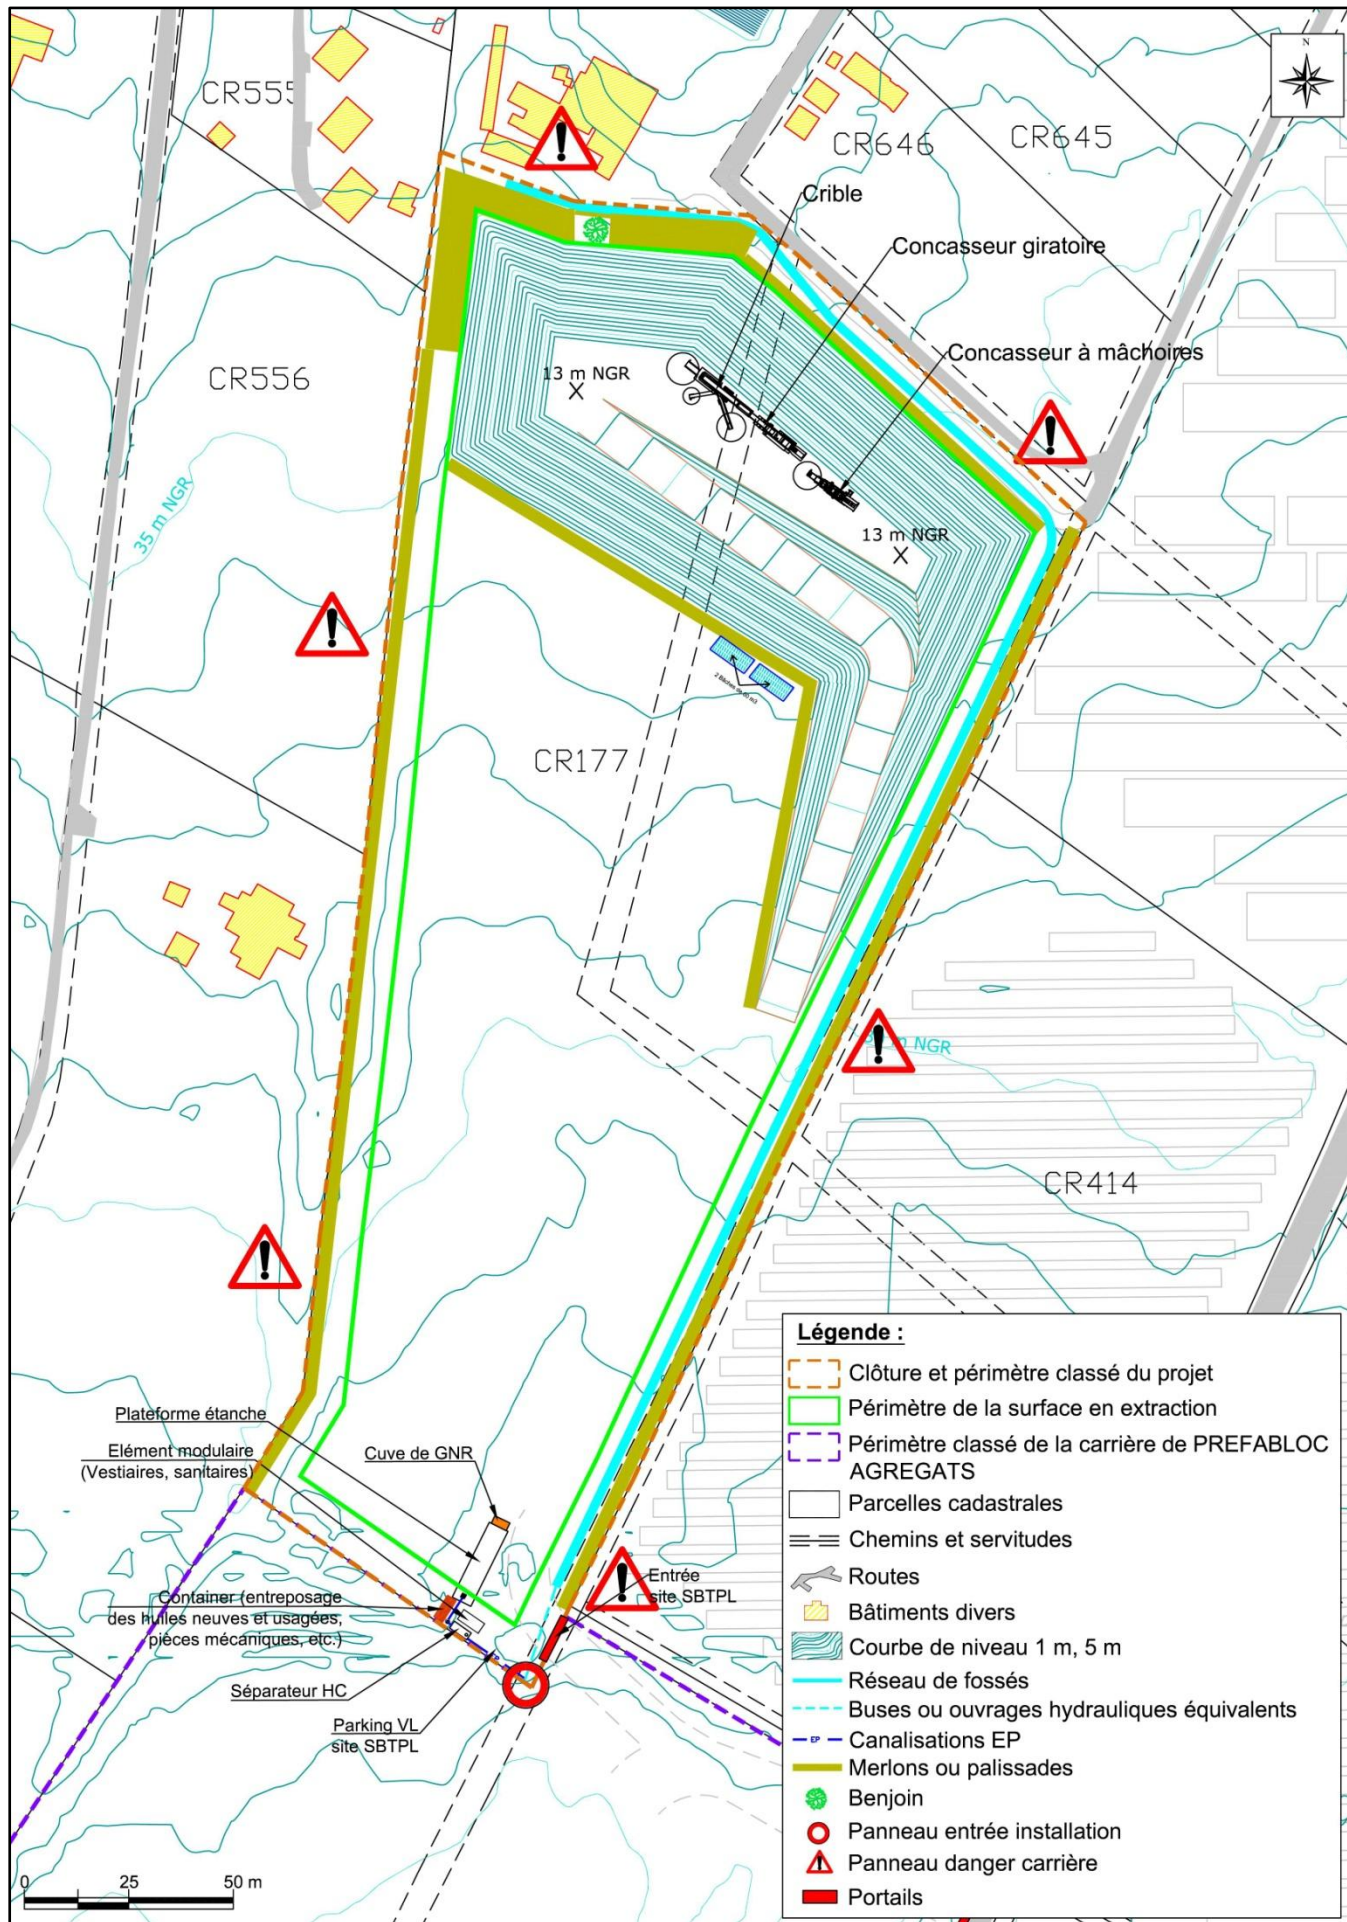 N
CR555
CR646
CR645
Crible
Concasseur giratoire
Concasseur à mâchoires
CR556
13 m NGR
35 m NGR
13 m NGR
CR177
m NGR
CR414
Plateforme étanche
Elément modulaire
(Vestiaires, sanitaires)
Cuve de GNR
Container (entreposage
des huiles neuves et usagées,
pièces mécaniques, etc.)
Entrée
site SBTPL
Séparateur HC
Parking VL
site SBTPL
EP
0 25 50 m
Légende :
Clôture et périmètre classé du projet
Périmètre de la surface en extraction
Périmètre classé de la carrière de PREFABLOC
AGREGATS
Parcelles cadastrales
Chemins et servitudes
Routes
Bâtiments divers
Courbe de niveau 1 m, 5 m
Réseau de fossés
Buses ou ouvrages hydrauliques équivalents
EP Canalisations EP
Merlons ou palissades
Benjoin
Panneau entrée installation
Panneau danger carrière
Portails